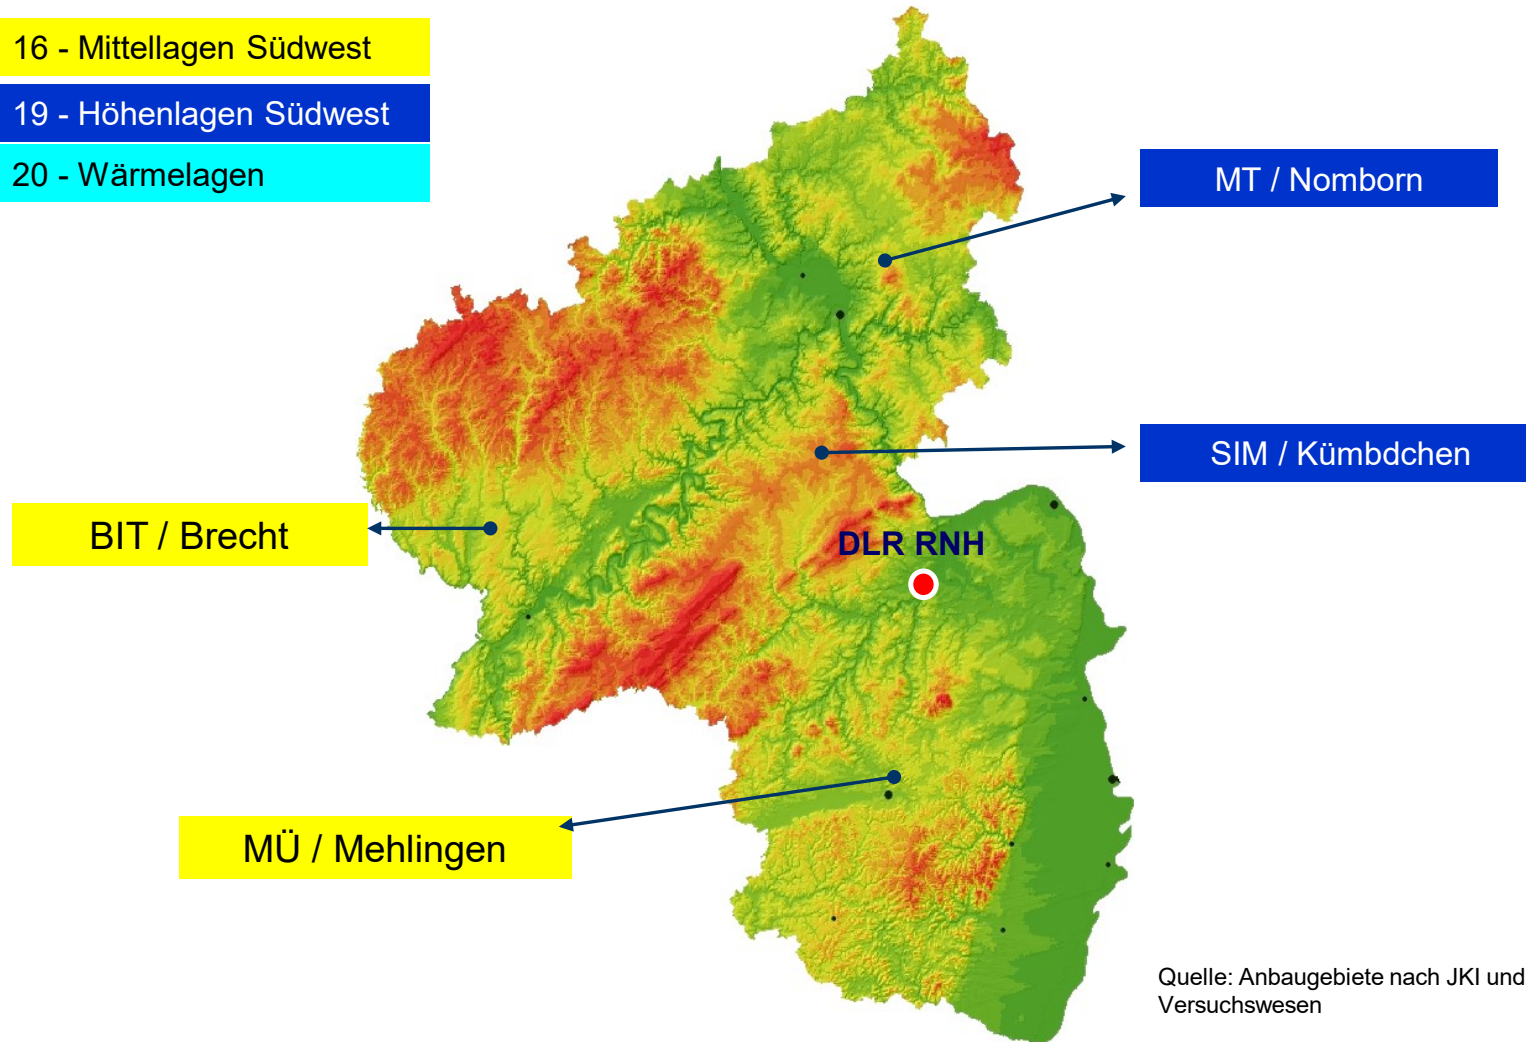 16 - Mittellagen Südwest
19 - Höhenlagen Südwest
20 - Wärmelagen
MT / Nomborn
SIM / Kümbdchen
BIT / Brecht
DLR RNH
MÜ / Mehlingen
Quelle: Anbaugebiete nach JKI und
Versuchswesen